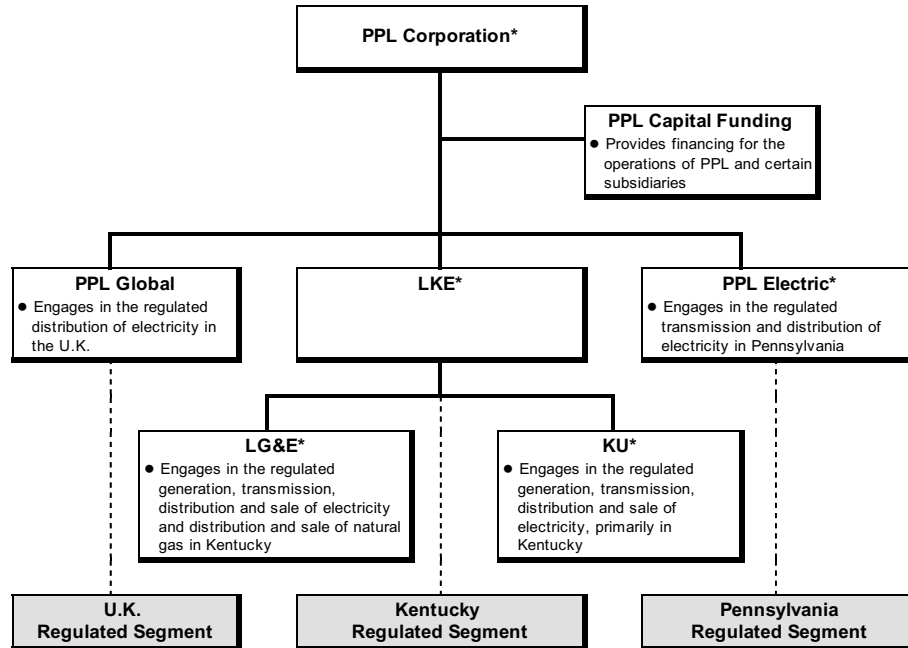 PPL Corporation*
PPL Capital Funding
● Provides financing for the
operations of PPL and certain
subsidiaries
PPL Global
● Engages in the regulated
distribution of electricity in
the U.K.
LKE*
PPL Electric*
● Engages in the regulated
transmission and distribution of
electricity in Pennsylvania
LG&E*
● Engages in the regulated
generation, transmission,
distribution and sale of electricity
and distribution and sale of natural
gas in Kentucky
KU*
● Engages in the regulated
generation, transmission,
distribution and sale of
electricity, primarily in
Kentucky
U.K.
Regulated Segment
Kentucky
Regulated Segment
Pennsylvania
Regulated Segment